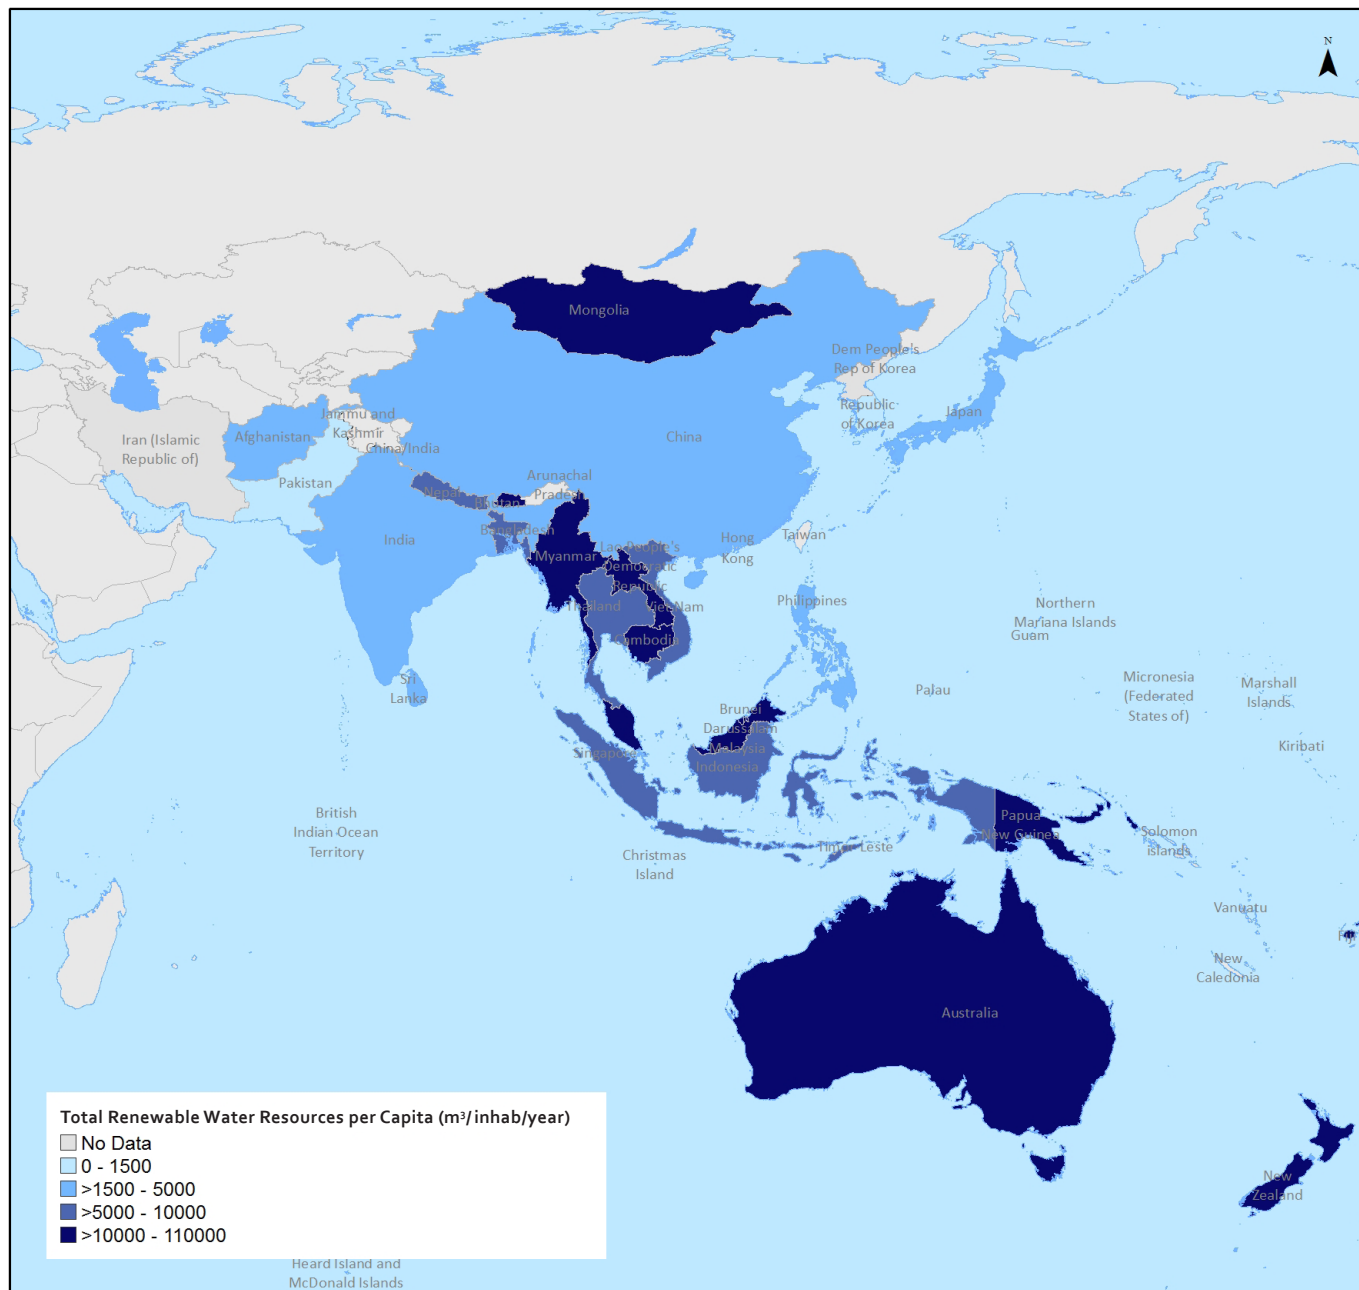 N
Mongolia
Dem People's
Rep of Korea
Republic
of Korea
Japan
Jammu and
Kashmir
China/India
Iran (Islamic
Republic of)
Afghanistan
Pakistan
China
Arunachal
Pradesh
Nepal
Bhutan
Bangladesh
India
Myanmar
Lao People's
Democratic
Republic
Hong
Kong
Taiwan
Thailand
Viet Nam
Cambodia
Philippines
Northern
Mariana Islands
Guam
Sri
Lanka
Palau
Micronesia
(Federated
States of)
Marshall
Islands
Kiribati
Brunei
Darussalam
Malaysia
Singapore
Indonesia
British
Indian Ocean
Territory
Christmas
Island
Timor Leste
Papua
New Guinea
Solomon
islands
Vanuatu
Fiji
New
Caledonia
Australia
New
Zealand
Total Renewable Water Resources per Capita (m³/inhab/year)
No Data
0 - 1500
>1500 - 5000
>5000 - 10000
>10000 - 110000
Heard Island and
McDonald Islands